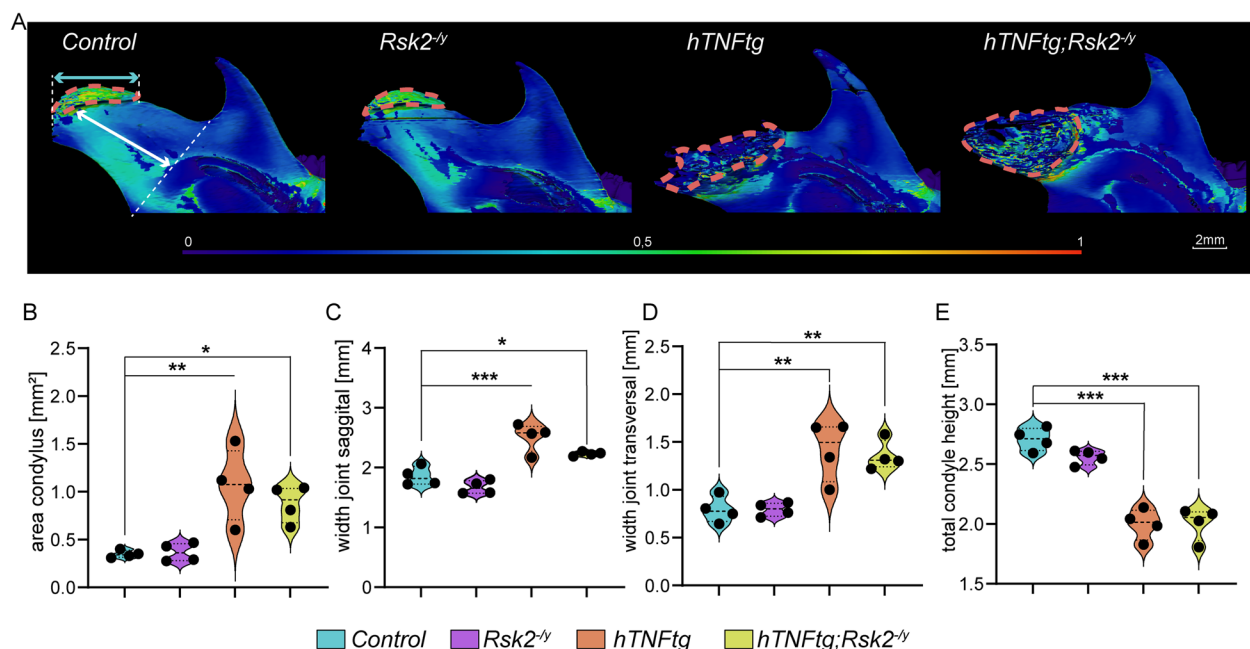 A
Control
Rsk2-/y
hTNFtg
hTNFtg;Rsk2-/y
0
0,5
1
2mm
B
area condylus [mm²]
2.5
2.0
1.5
1.0
0.5
0.0
*
**
C
width joint saggital [mm]
4
3
2
1
0
*
***
D
width joint transversal [mm]
2.5
2.0
1.5
1.0
0.5
0.0
**
**
E
total condyle height [mm]
3.5
3.0
2.5
2.0
1.5
***
***
Control
Rsk2-/y
hTNFtg
hTNFtg;Rsk2-/y